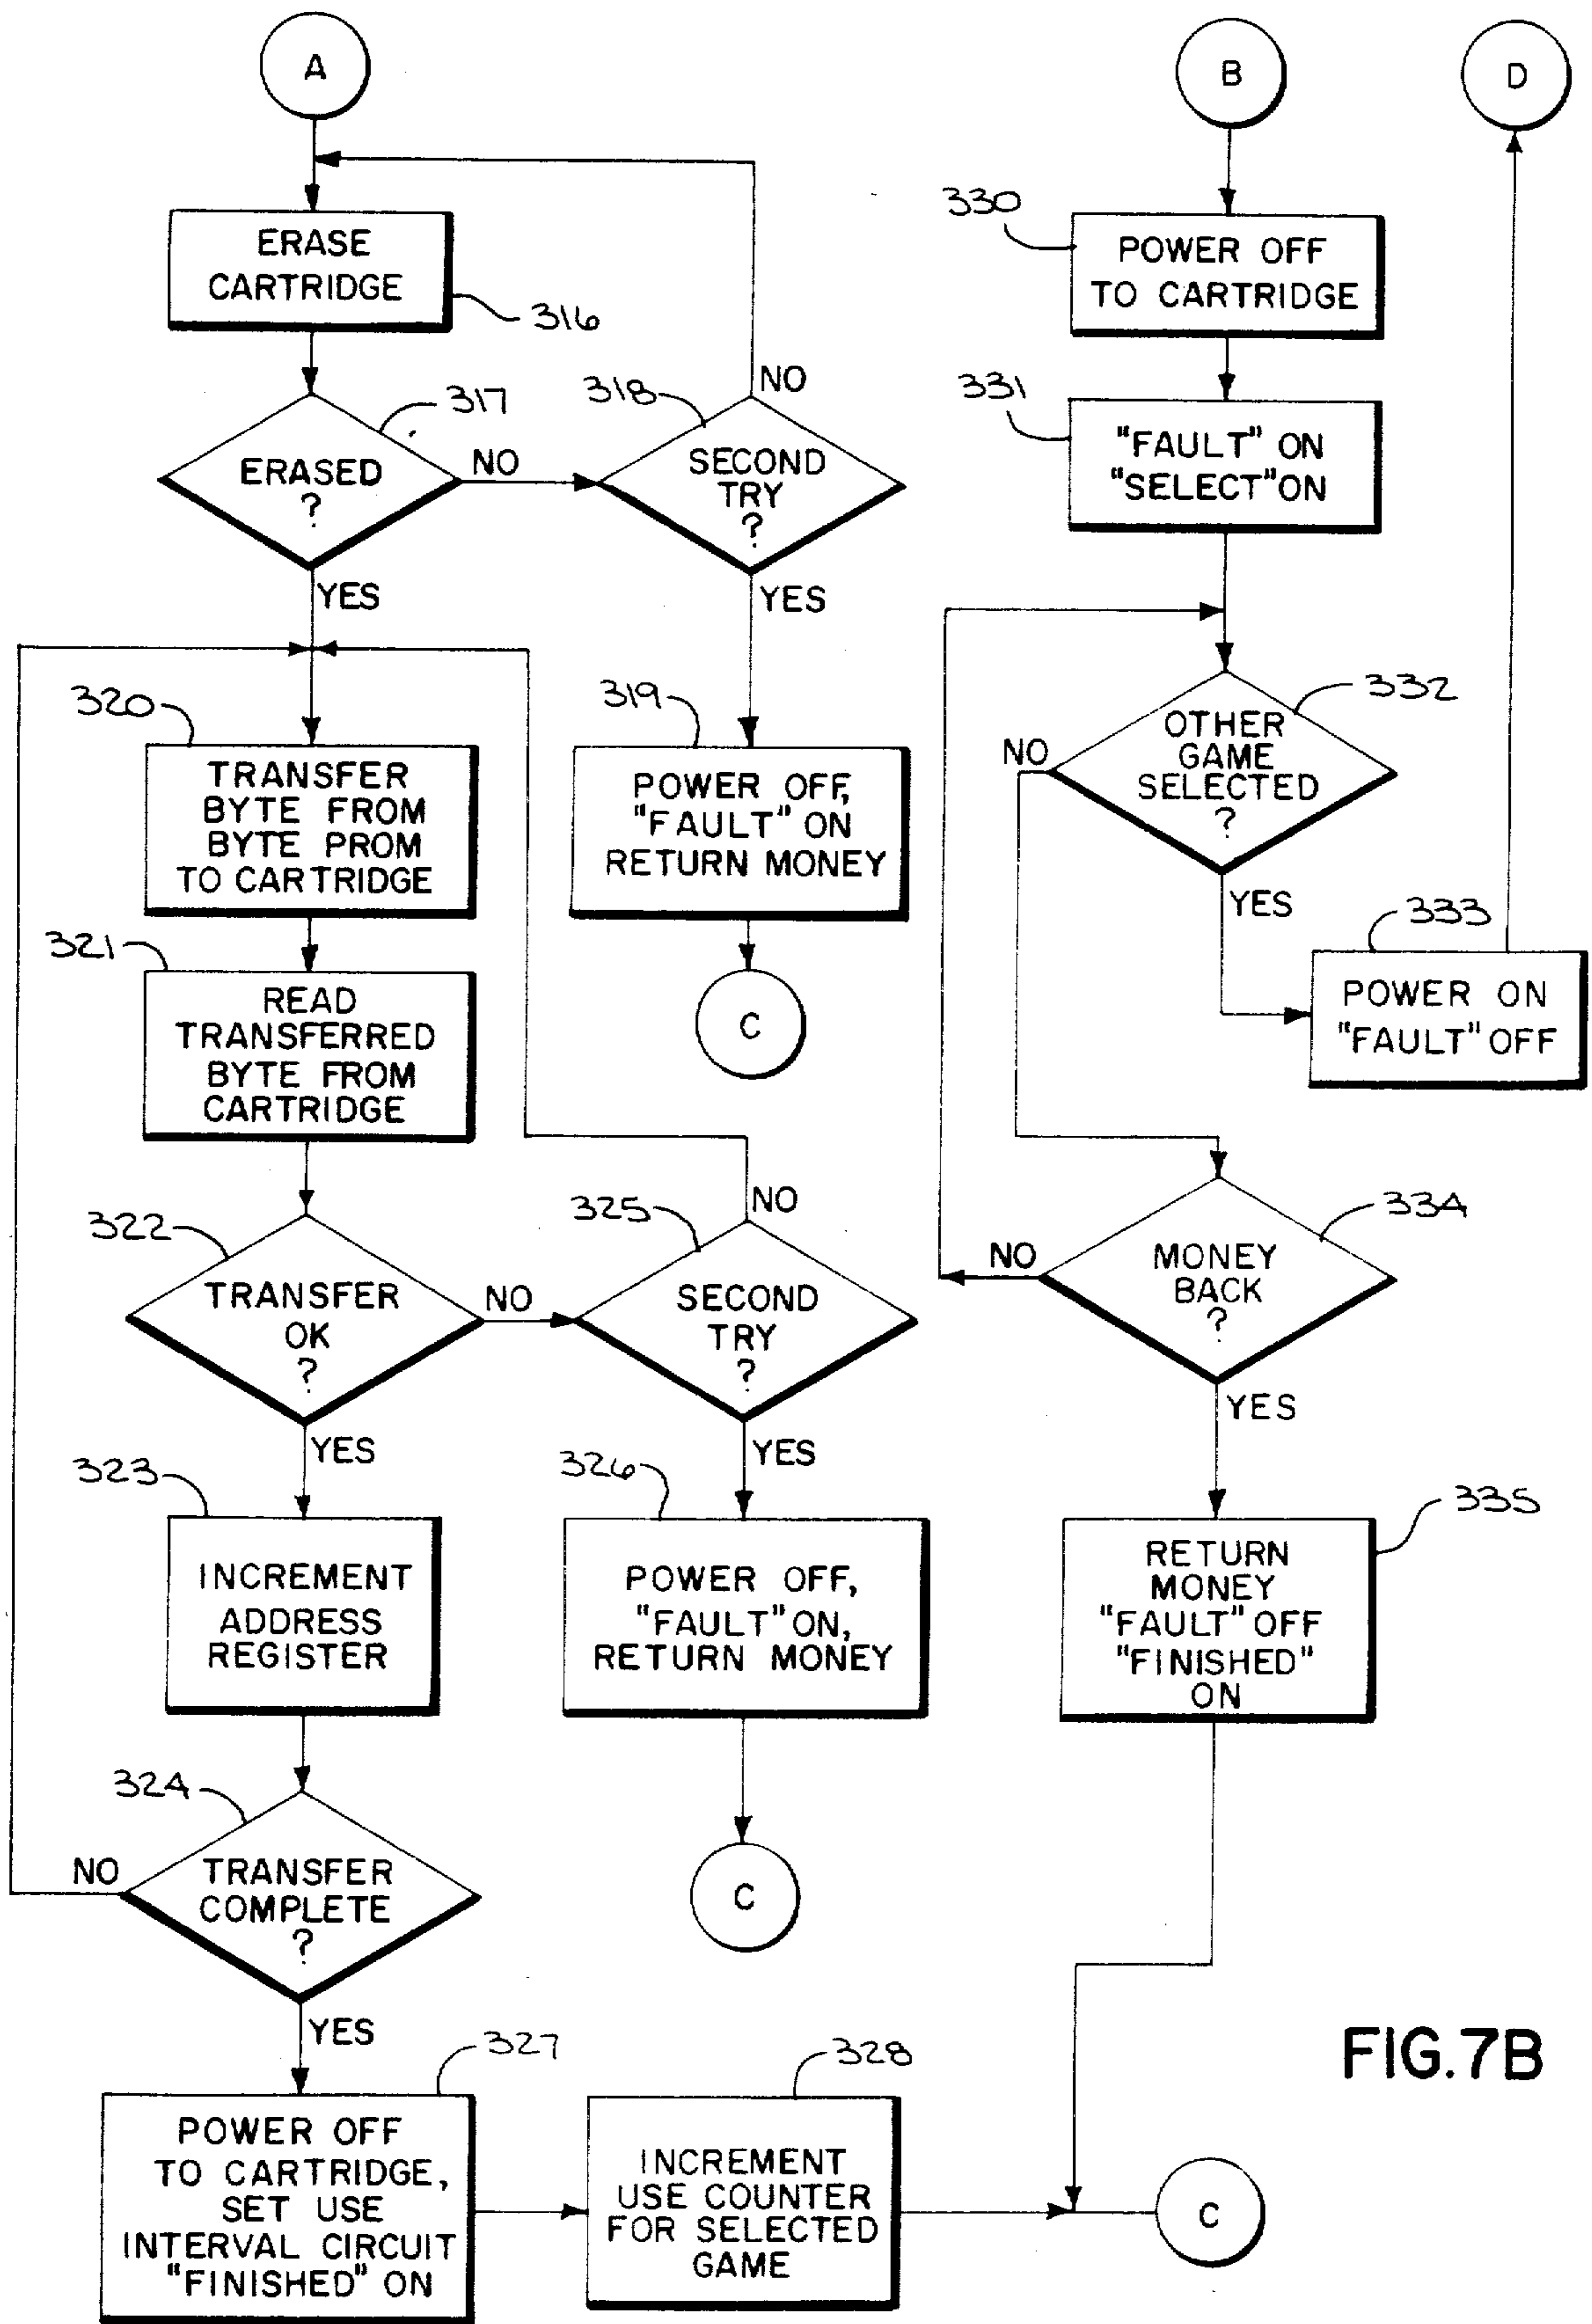 A
B
D
ERASE
CARTRIDGE
316
330
POWER OFF
TO CARTRIDGE
317
ERASED
?
NO
YES
318
NO
SECOND
TRY
?
YES
331
"FAULT" ON
"SELECT" ON
320
TRANSFER
BYTE FROM
BYTE PROM
TO CARTRIDGE
319
POWER OFF,
"FAULT" ON
RETURN MONEY
C
332
OTHER
GAME
SELECTED
?
NO
YES
333
POWER ON
"FAULT" OFF
321
READ
TRANSFERRED
BYTE FROM
CARTRIDGE
322
TRANSFER
OK
?
NO
YES
325
NO
SECOND
TRY
?
YES
334
MONEY
BACK
?
NO
YES
323
INCREMENT
ADDRESS
REGISTER
326
POWER OFF,
"FAULT" ON,
RETURN MONEY
C
335
RETURN
MONEY
"FAULT" OFF
"FINISHED"
ON
324
TRANSFER
COMPLETE
?
NO
YES
327
POWER OFF
TO CARTRIDGE,
SET USE
INTERVAL CIRCUIT
"FINISHED" ON
328
INCREMENT
USE COUNTER
FOR SELECTED
GAME
C
FIG.7B